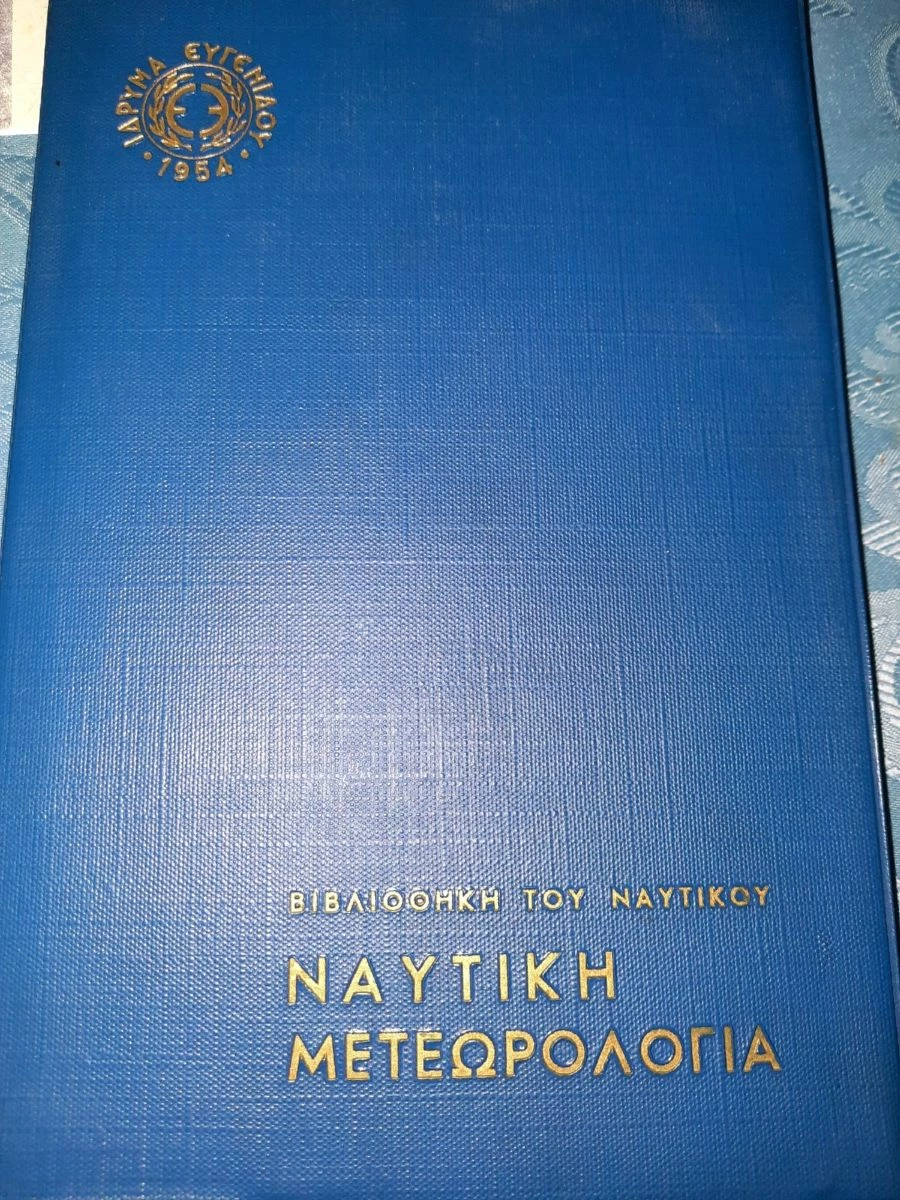 ΙΔΡΥΜΑ ΕΥΓΕΝΙΔΟΥ
• 1954 •
ΒΙΒΛΙΟΘΗΚΗ ΤΟΥ ΝΑΥΤΙΚΟΥ
ΝΑΥΤΙΚΗ
ΜΕΤΕΩΡΟΛΟΓΙΑ